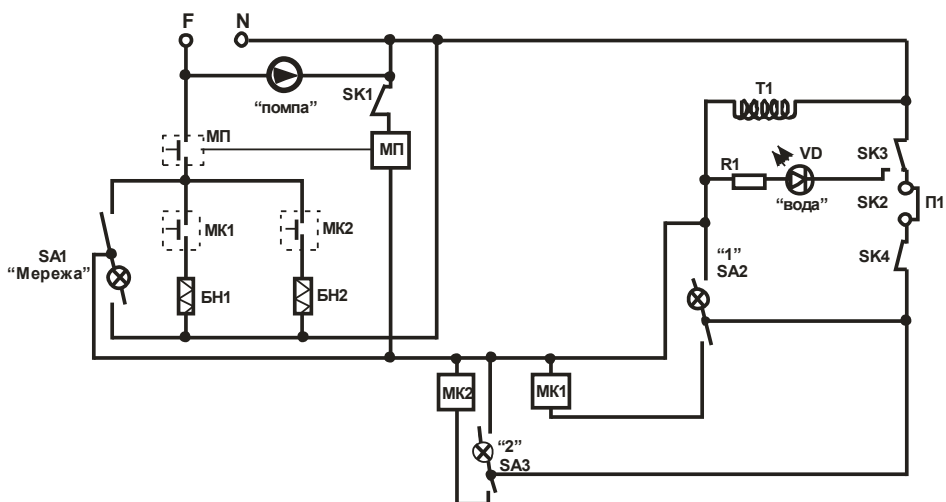 F
N
“помпа”
SK1
T1
МП
МП
R1
VD
SK3
“вода”
SK2
П1
МК1
МК2
SA1
“Мережа”
“1”
SA2
SK4
БН1
БН2
МК2
МК1
“2”
SA3